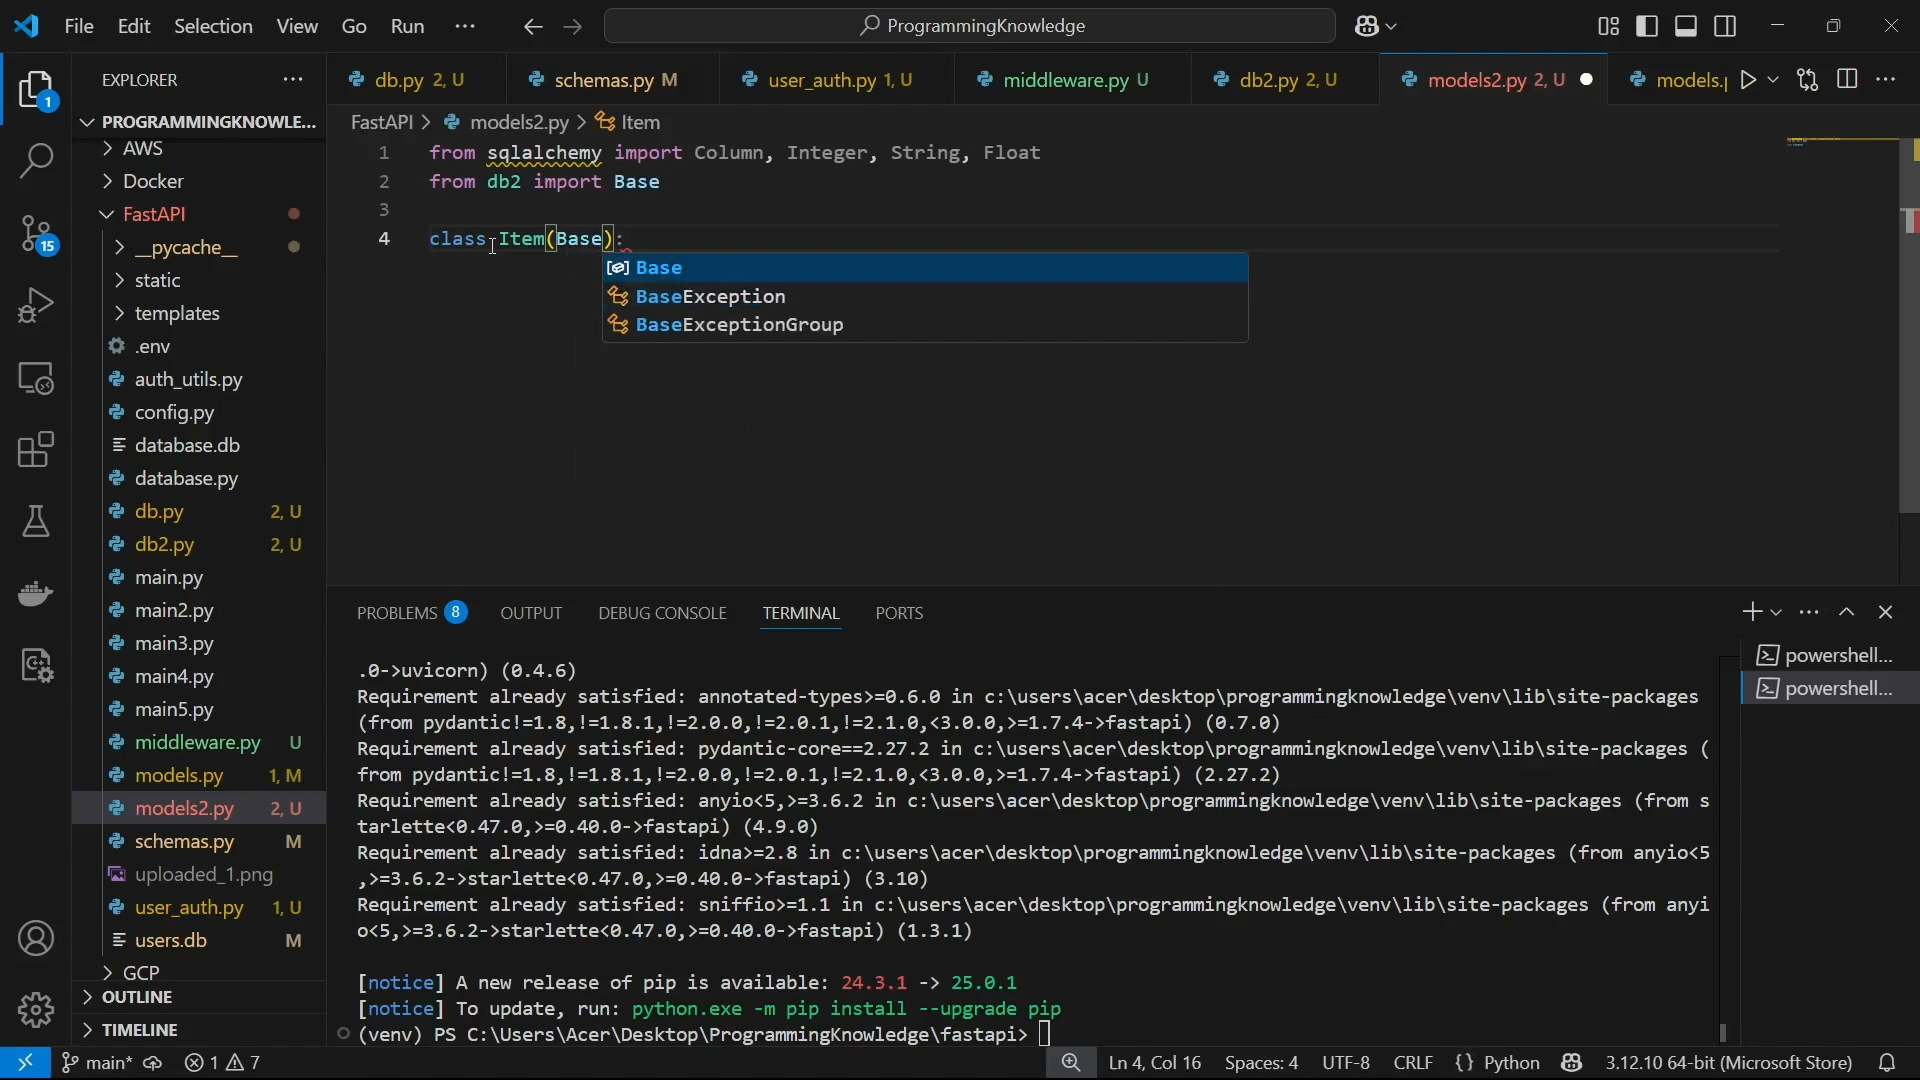 File Edit Selection View Go Run ···
ProgrammingKnowledge
EXPLORER
PROGRAMMINGKNOWLE...
AWS
Docker
FastAPI
__pycache__
static
templates
.env
auth_utils.py
config.py
database.db
database.py
db.py 2, U
db2.py 2, U
main.py
main2.py
main3.py
main4.py
main5.py
middleware.py U
models.py 1, M
models2.py 2, U
schemas.py M
uploaded_1.png
user_auth.py 1, U
users.db M
GCP
OUTLINE
TIMELINE
1
15
db.py 2, U schemas.py M user_auth.py 1, U middleware.py U db2.py 2, U models2.py 2, U models.p
FastAPI > models2.py > Item
1 from sqlalchemy import Column, Integer, String, Float
2 from db2 import Base
3
4 class Item(Base):
Base
BaseException
BaseExceptionGroup
PROBLEMS 8 OUTPUT DEBUG CONSOLE TERMINAL PORTS
.0->uvicorn) (0.4.6)
Requirement already satisfied: annotated-types>=0.6.0 in c:\users\acer\desktop\programmingknowledge\venv\lib\site-packages
(from pydantic!=1.8,!=1.8.1,!=2.0.0,!=2.0.1,!=2.1.0,<3.0.0,>=1.7.4->fastapi) (0.7.0)
Requirement already satisfied: pydantic-core==2.27.2 in c:\users\acer\desktop\programmingknowledge\venv\lib\site-packages (
from pydantic!=1.8,!=1.8.1,!=2.0.0,!=2.0.1,!=2.1.0,<3.0.0,>=1.7.4->fastapi) (2.27.2)
Requirement already satisfied: anyio<5,>=3.6.2 in c:\users\acer\desktop\programmingknowledge\venv\lib\site-packages (from s
tarlette<0.47.0,>=0.40.0->fastapi) (4.9.0)
Requirement already satisfied: idna>=2.8 in c:\users\acer\desktop\programmingknowledge\venv\lib\site-packages (from anyio<5
,>=3.6.2->starlette<0.47.0,>=0.40.0->fastapi) (3.10)
Requirement already satisfied: sniffio>=1.1 in c:\users\acer\desktop\programmingknowledge\venv\lib\site-packages (from anyi
o<5,>=3.6.2->starlette<0.47.0,>=0.40.0->fastapi) (1.3.1)
[notice] A new release of pip is available: 24.3.1 -> 25.0.1
[notice] To update, run: python.exe -m pip install --upgrade pip
(venv) PS C:\Users\Acer\Desktop\ProgrammingKnowledge\fastapi>
powershell...
powershell...
main* 1 7 Ln 4, Col 16 Spaces: 4 UTF-8 CRLF {} Python 3.12.10 64-bit (Microsoft Store)